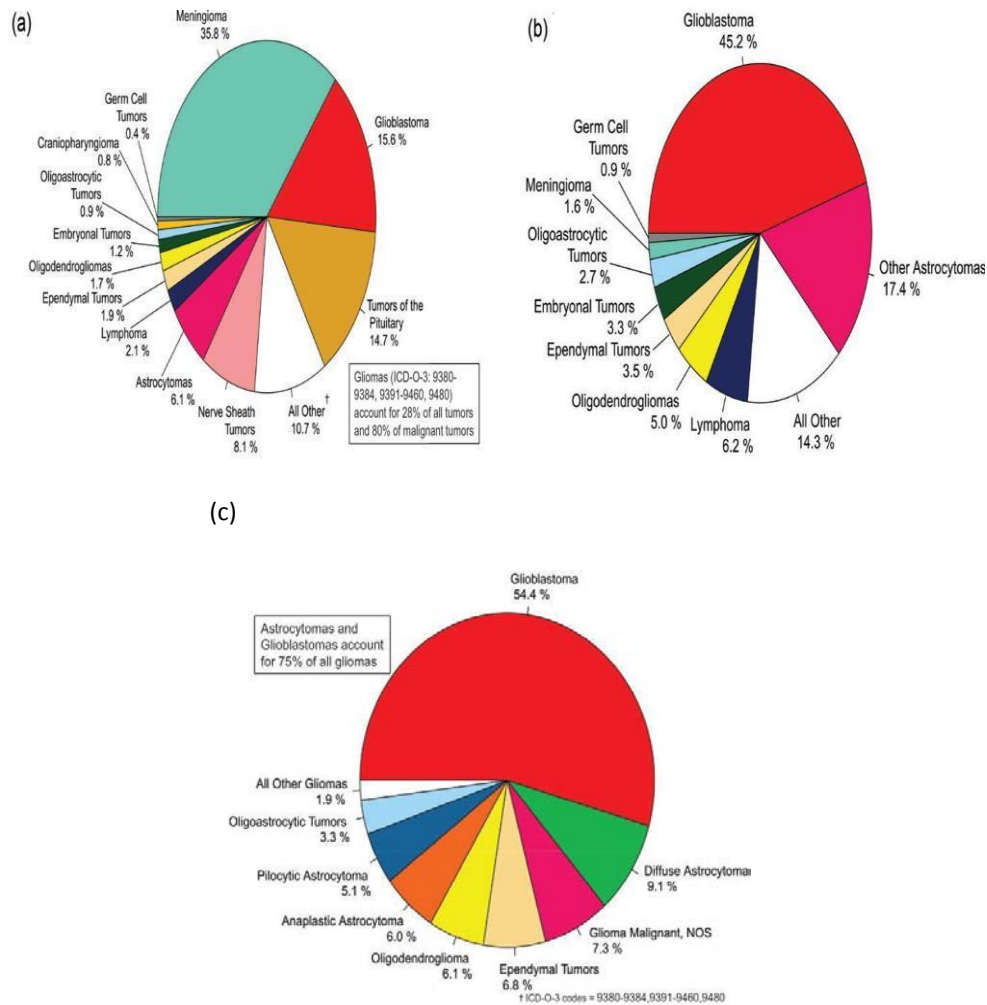 (a)
Meningioma
35.8 %
Germ Cell
Tumors
0.4 %
Craniopharyngioma
0.8 %
Oligoastrocytic
Tumors
0.9 %
Embryonal Tumors
1.2 %
Oligodendrogliomas
1.7 %
Ependymal Tumors
1.9 %
Lymphoma
2.1 %
Astrocytomas
6.1 %
Nerve Sheath
Tumors
8.1 %
All Other †
10.7 %
Tumors of the
Pituitary
14.7 %
Glioblastoma
15.6 %
Gliomas (ICD-O-3: 9380-
9384, 9391-9460, 9480)
account for 28% of all tumors
and 80% of malignant tumors
(b)
Glioblastoma
45.2 %
Germ Cell
Tumors
0.9 %
Meningioma
1.6 %
Oligoastrocytic
Tumors
2.7 %
Embryonal Tumors
3.3 %
Ependymal Tumors
3.5 %
Oligodendrogliomas
5.0 %
Lymphoma
6.2 %
All Other
14.3 %
Other Astrocytomas
17.4 %
(c)
Glioblastoma
54.4 %
Astrocytomas and
Glioblastomas account
for 75% of all gliomas
All Other Gliomas
1.9 %
Oligoastrocytic Tumors
3.3 %
Pilocytic Astrocytoma
5.1 %
Anaplastic Astrocytoma
6.0 %
Oligodendroglioma
6.1 %
Ependymal Tumors
6.8 %
Glioma Malignant, NOS
7.3 %
Diffuse Astrocytoma
9.1 %
† ICD-O-3 codes = 9380-9384,9391-9460,9480